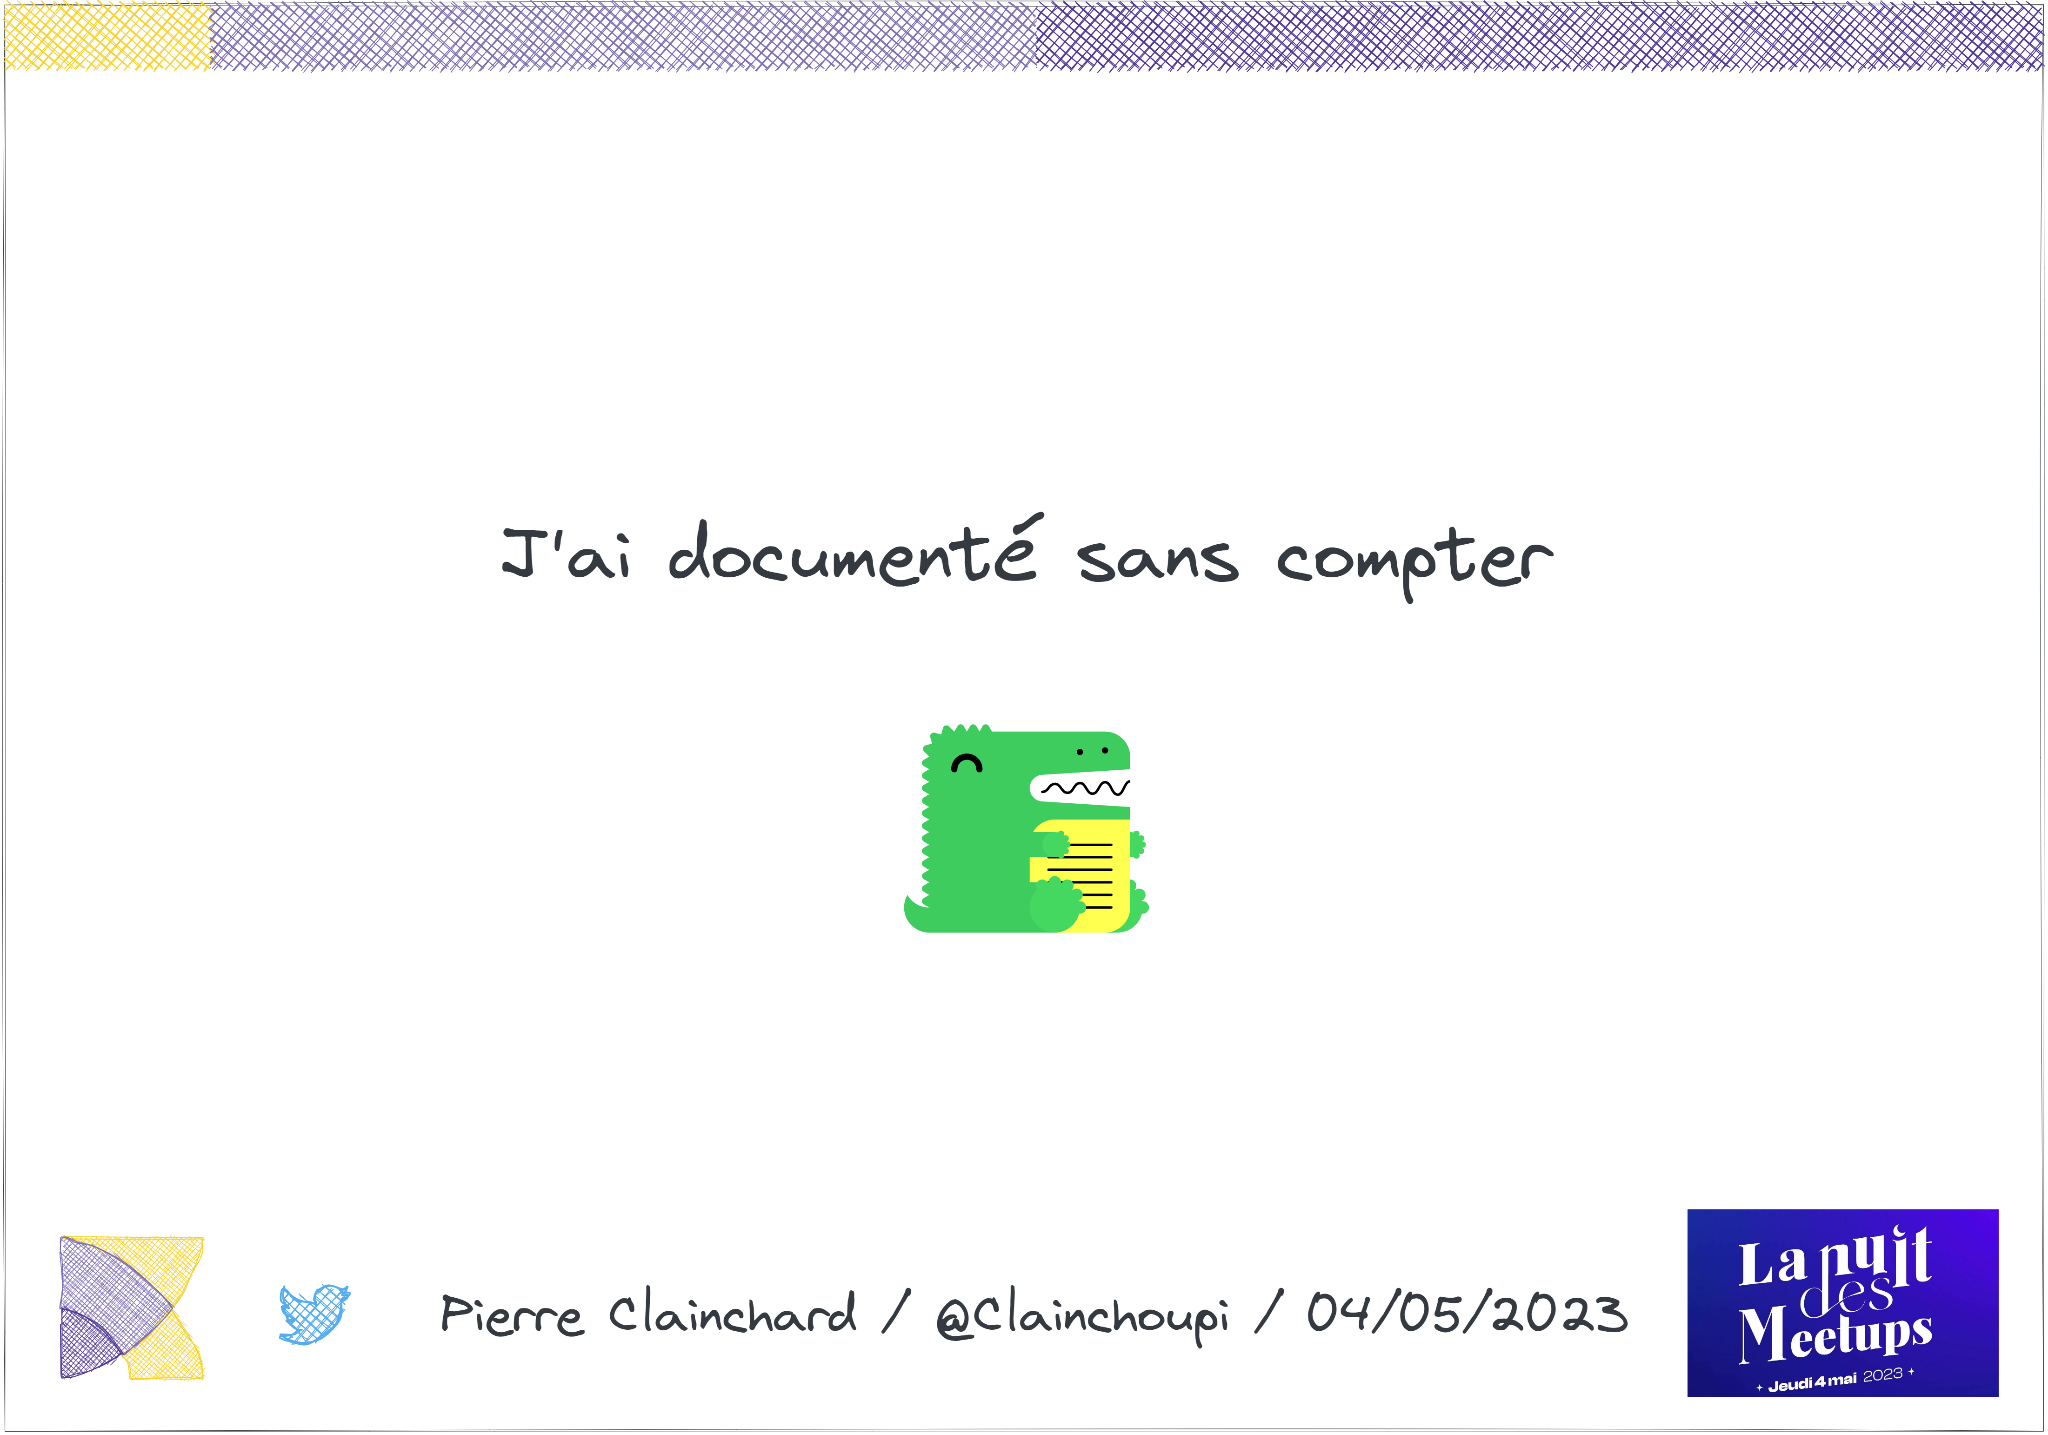 J'ai documenté sans compter
Pierre Clainchard / @Clainchoupi / 04/05/2023
La nuit
des
Meetups
Jeudi 4 mai 2023